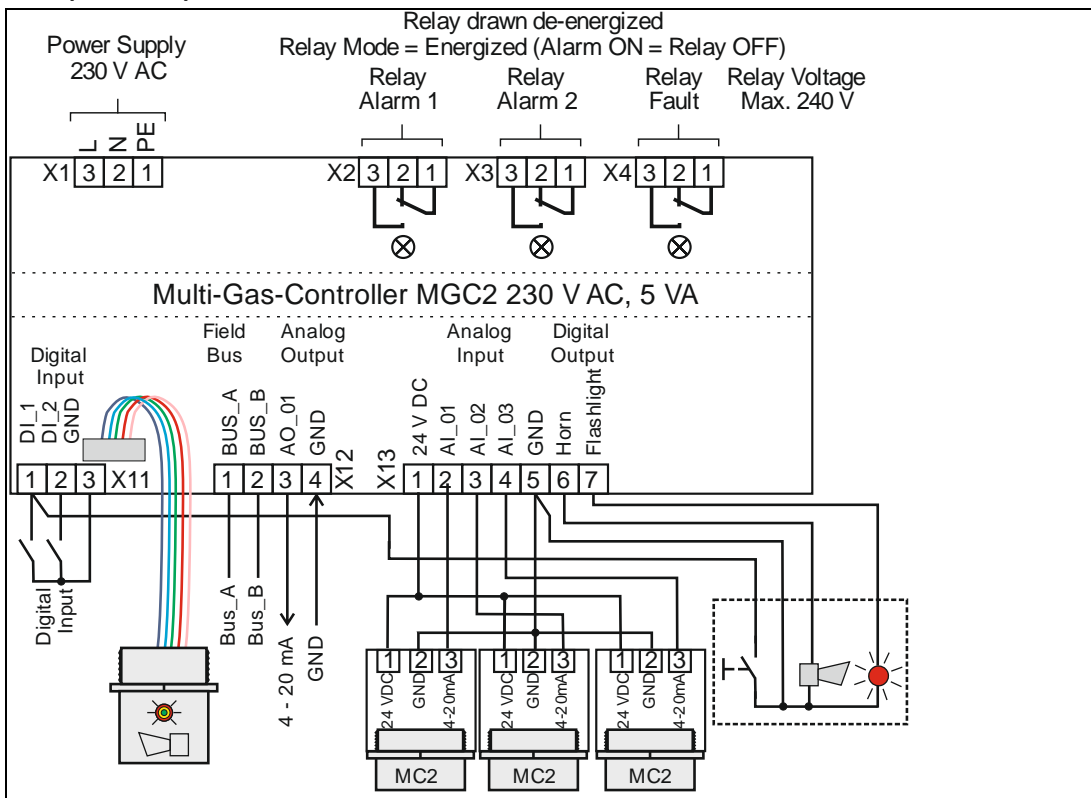 Relay drawn de-energized
Power Supply
230 V AC
Relay Mode = Energized (Alarm ON = Relay OFF)
Relay Alarm 1
Relay Alarm 2
Relay Fault
Relay Voltage
Max. 240 V
L N PE
X1 3 2 1
X2 3 2 1
X3 3 2 1
X4 3 2 1
Multi-Gas-Controller MGC2 230 V AC, 5 VA
Digital Input
Field Bus
Analog Output
Analog Input
Digital Output
DI_1
DI_2
GND
BUS_A
BUS_B
AO_01
GND
24 V DC
AI_01
AI_02
AI_03
GND
Horn
Flashlight
1 2 3 X11
1 2 3 4 X12
X13 1 2 3 4 5 6 7
Digital Input
Bus_A
Bus_B
4 - 20 mA
GND
1 2 3
24 VDC
GND
4-20mA
MC2
1 2 3
24 VDC
GND
4-20mA
MC2
1 2 3
24 VDC
GND
4-20mA
MC2